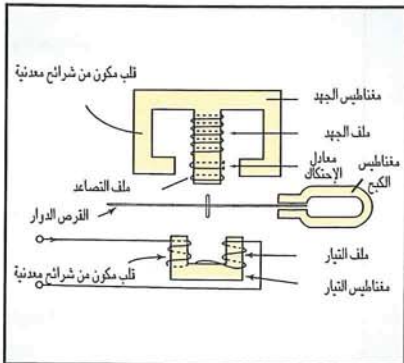 قلب مكون من شرائح معدنية
مغناطيس الجهد
ملف الجهد
معادل
الإحتكاك
مغناطيس
الكبح
ملف التصاعد
القرص الدوار
ملف التيار
قلب مكون من شرائح معدنية
مغناطيس التيار